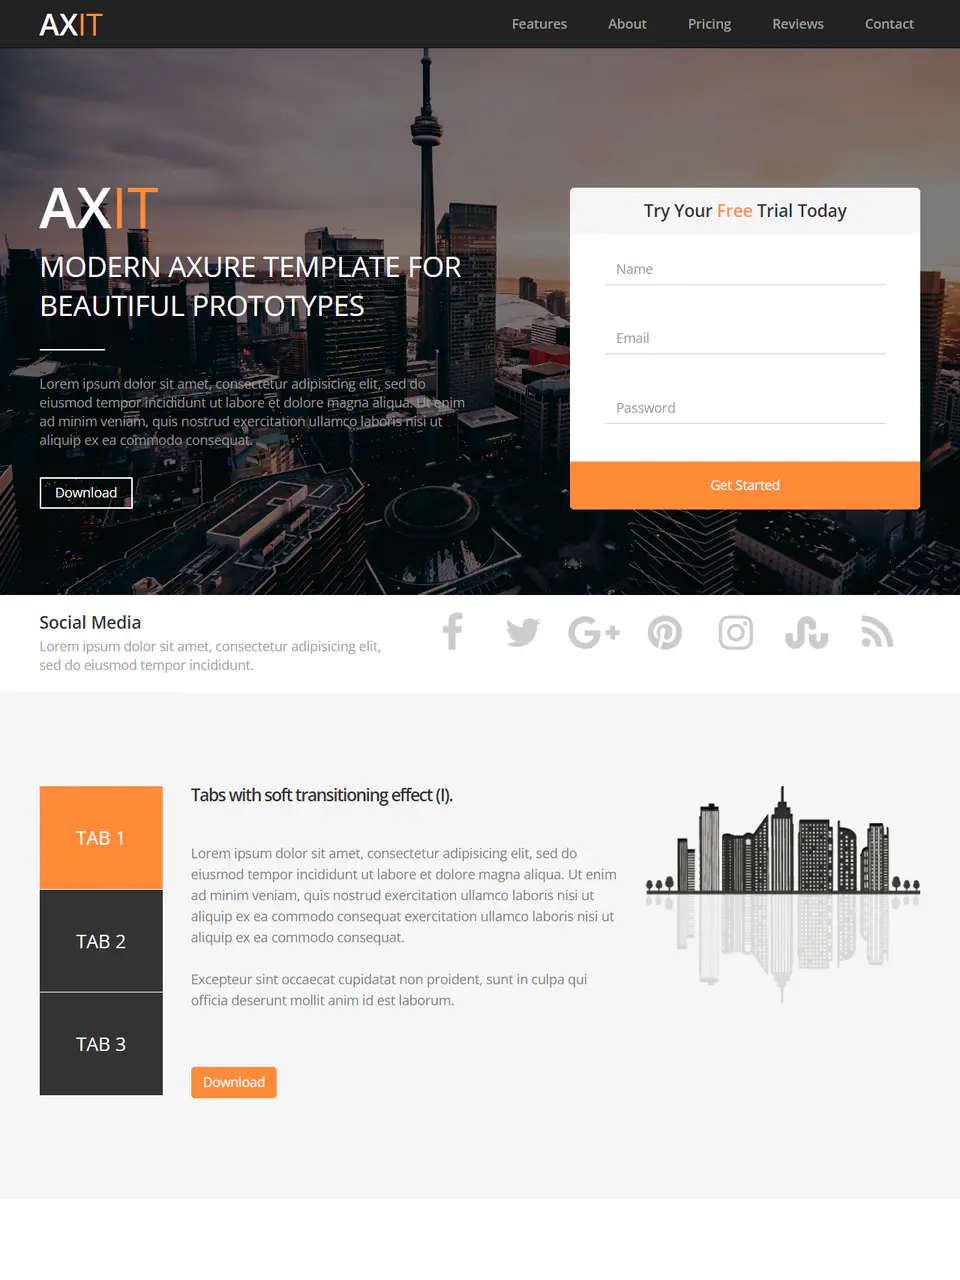 AXIT
Features About Pricing Reviews Contact
AXIT
MODERN AXURE TEMPLATE FOR
BEAUTIFUL PROTOTYPES
Lorem ipsum dolor sit amet, consectetur adipisicing elit, sed do
eiusmod tempor incididunt ut labore et dolore magna aliqua. Ut enim
ad minim veniam, quis nostrud exercitation ullamco laboris nisi ut
aliquip ex ea commodo consequat.
Download
Try Your Free Trial Today
Name
Email
Password
Get Started
Social Media
Lorem ipsum dolor sit amet, consectetur adipisicing elit,
sed do eiusmod tempor incididunt.
TAB 1
TAB 2
TAB 3
Tabs with soft transitioning effect (I).
Lorem ipsum dolor sit amet, consectetur adipisicing elit, sed do
eiusmod tempor incididunt ut labore et dolore magna aliqua. Ut enim
ad minim veniam, quis nostrud exercitation ullamco laboris nisi ut
aliquip ex ea commodo consequat exercitation ullamco laboris nisi ut
aliquip ex ea commodo consequat.
Excepteur sint occaecat cupidatat non proident, sunt in culpa qui
officia deserunt mollit anim id est laborum.
Download